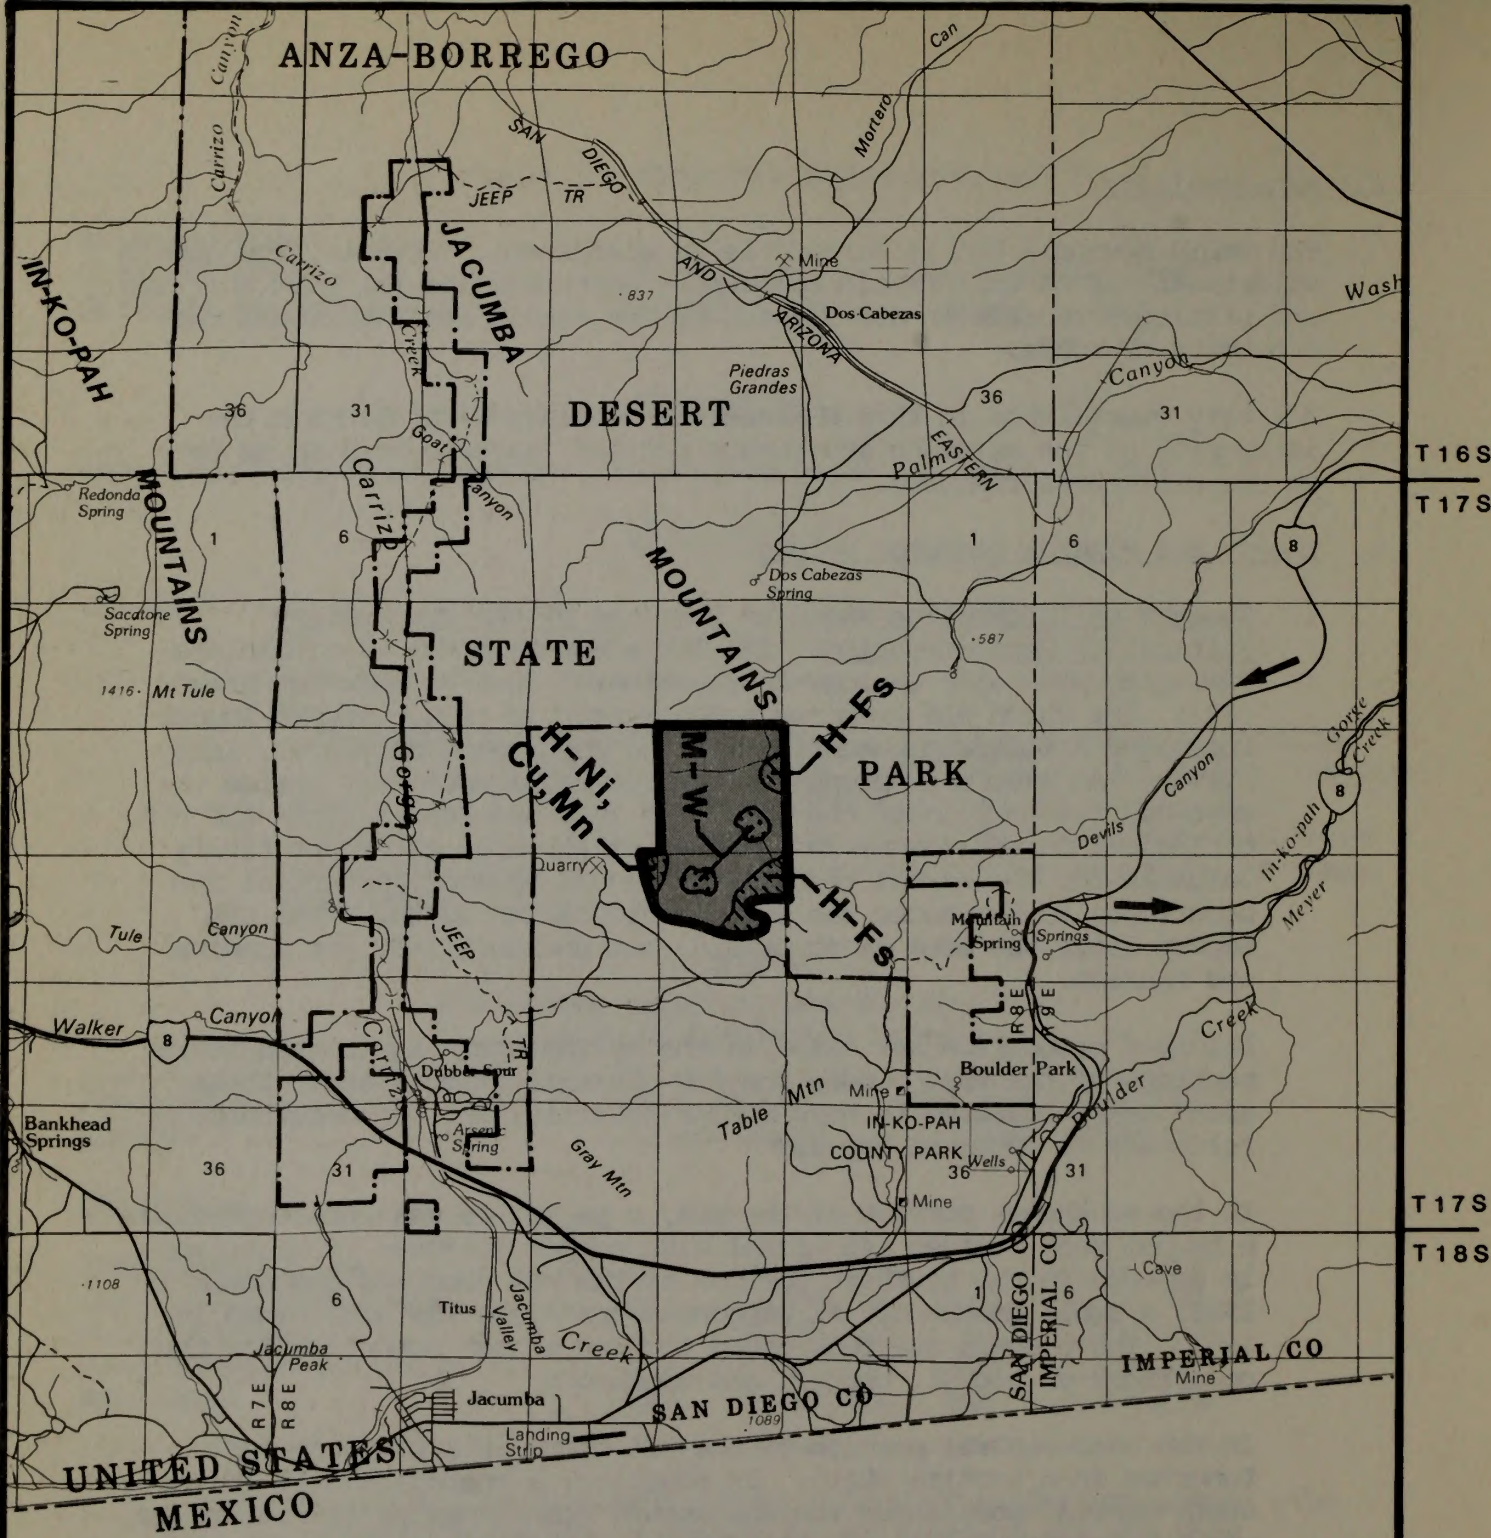 ANZA-BORREGO
Can
Mortero
Canyon
Carrizo
SAN
DIEGO
JEEP TR
AND
ARIZONA
EASTERN
JACUMBA
IN-KO-PAH
Carrizo
Creek
Mine
837
Dos Cabezas
Wash
Canyon
Piedras
Grandes
36
31
DESERT
36
31
Goat
Canyon
Palm
T16S
T17S
MOUNTAINS
Redonda
Spring
Carrizo
1
6
1
6
8
MOUNTAINS
Dos Cabezas
Spring
Sacatone
Spring
STATE
587
1416 Mt Tule
Gorge
H-Ni,
Cu, Mn
M-W
H-Fs
PARK
Gorge
Creek
Canyon
Devils
8
In-ko-pah
Meyer
Quarry
H-Fs
Mountain
Spring
Springs
Tule Canyon
JEEP
TR
R8E
R9E
Walker Canyon
8
Carrizo
Creek
Dubber Spur
Boulder Park
Boulder
Table Mtn
Mine
IN-KO-PAH
COUNTY PARK
Bankhead
Springs
Arsenic
Spring
Gray Mtn
36
31
36
Wells
31
Mine
T17S
T18S
1108
1
6
Titus
Jacumba
Valley
1
6
Cave
SAN DIEGO CO
IMPERIAL CO
Jacumba
Peak
Creek
IMPERIAL CO
Mine
R7E
R8E
Jacumba
SAN DIEGO CO
1089
Landing
Strip
UNITED STATES
MEXICO